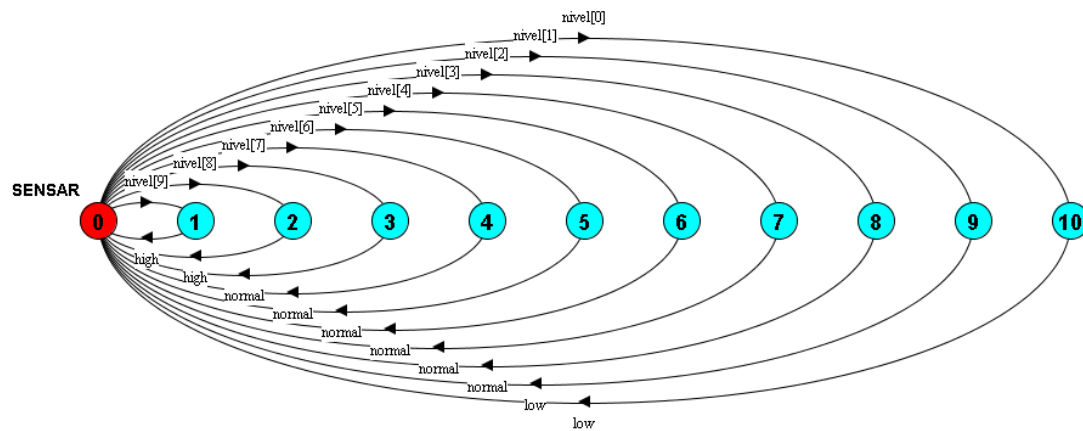 nivel[0]
nivel[1]
nivel[2]
nivel[3]
nivel[4]
nivel[5]
nivel[6]
nivel[7]
nivel[8]
nivel[9]
SENSAR
0 1 2 3 4 5 6 7 8 9 10
high
high
normal
normal
normal
normal
normal
normal
low
low